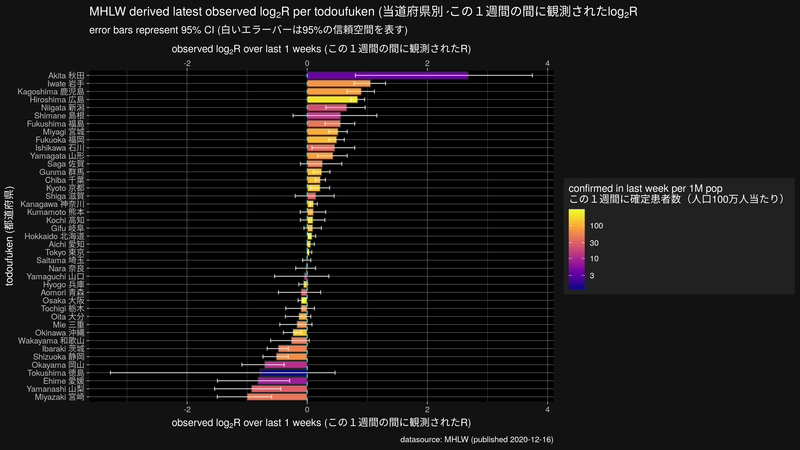 MHLW derived latest observed log₂R per todoufuken (当道府県別 -この１週間の間に観測されたlog₂R
error bars represent 95% CI (白いエラーバーは95%の信頼空間を表す)
observed log₂R over last 1 weeks (この１週間の間に観測されたR)
-2 0 2 4
todoufuken (都道府県)
Akita 秋田
Iwate 岩手
Kagoshima 鹿児島
Hiroshima 広島
Niigata 新潟
Shimane 島根
Fukushima 福島
Miyagi 宮城
Fukuoka 福岡
Ishikawa 石川
Yamagata 山形
Saga 佐賀
Gunma 群馬
Chiba 千葉
Kyoto 京都
Shiga 滋賀
Kanagawa 神奈川
Kumamoto 熊本
Kochi 高知
Gifu 岐阜
Hokkaido 北海道
Aichi 愛知
Tokyo 東京
Saitama 埼玉
Nara 奈良
Yamaguchi 山口
Hyogo 兵庫
Aomori 青森
Osaka 大阪
Tochigi 栃木
Oita 大分
Mie 三重
Okinawa 沖縄
Wakayama 和歌山
Ibaraki 茨城
Shizuoka 静岡
Okayama 岡山
Tokushima 徳島
Ehime 愛媛
Yamanashi 山梨
Miyazaki 宮崎
-2 0 2 4
observed log₂R over last 1 weeks (この１週間の間に観測されたR)
confirmed in last week per 1M pop
この１週間に確定患者数（人口100万人当たり）
100
30
10
3
datasource: MHLW (published 2020-12-16)